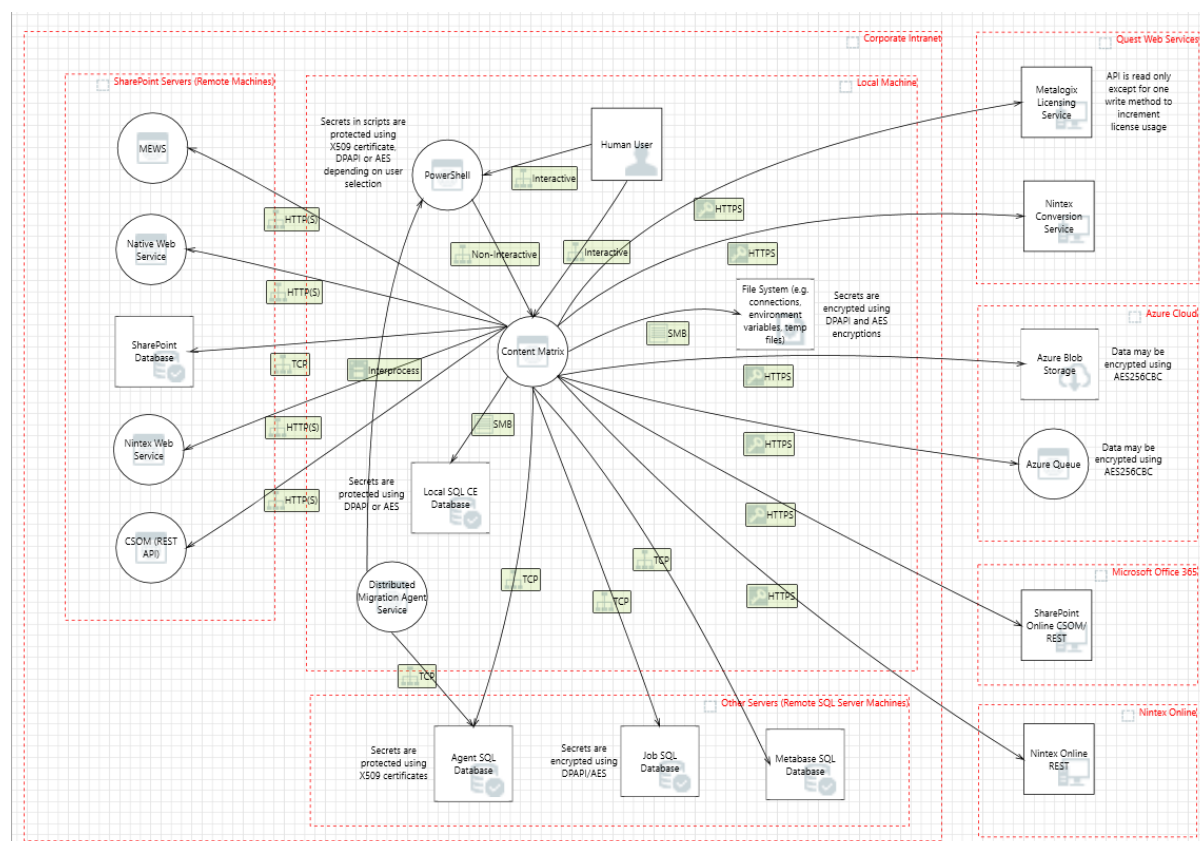 Corporate Intranet
Quest Web Services
SharePoint Servers (Remote Machines)
Local Machine
MEWS
Native Web
Service
SharePoint
Database
Nintex Web
Service
CSOM (REST
API)
HTTP(S)
HTTP(S)
TCP
HTTP(S)
HTTP(S)
Secrets in scripts are
protected using
X509 certificate,
DPAPI or AES
depending on user
selection
PowerShell
Human User
Interactive
Non-Interactive
Interactive
HTTPS
HTTPS
Content Matrix
File System (e.g.
connections,
environment
variables, temp
files)
Secrets are
encrypted using
DPAPI and AES
encryptions
SMB
Interprocess
SMB
HTTPS
HTTPS
HTTPS
HTTPS
Secrets are
protected using
DPAPI or AES
Local SQL CE
Database
Distributed
Migration Agent
Service
TCP
TCP
TCP
TCP
Metalogix
Licensing
Service
API is read only
except for one
write method to
increment
license usage
Nintex
Conversion
Service
Azure Cloud
Azure Blob
Storage
Data may be
encrypted using
AES256CBC
Azure Queue
Data may be
encrypted using
AES256CBC
Microsoft Office 365
SharePoint
Online CSOM/
REST
Nintex Online
Nintex Online
REST
Other Servers (Remote SQL Server Machines)
Secrets are
protected using
X509 certificates
Agent SQL
Database
Secrets are
encrypted using
DPAPI/AES
Job SQL
Database
Metabase SQL
Database